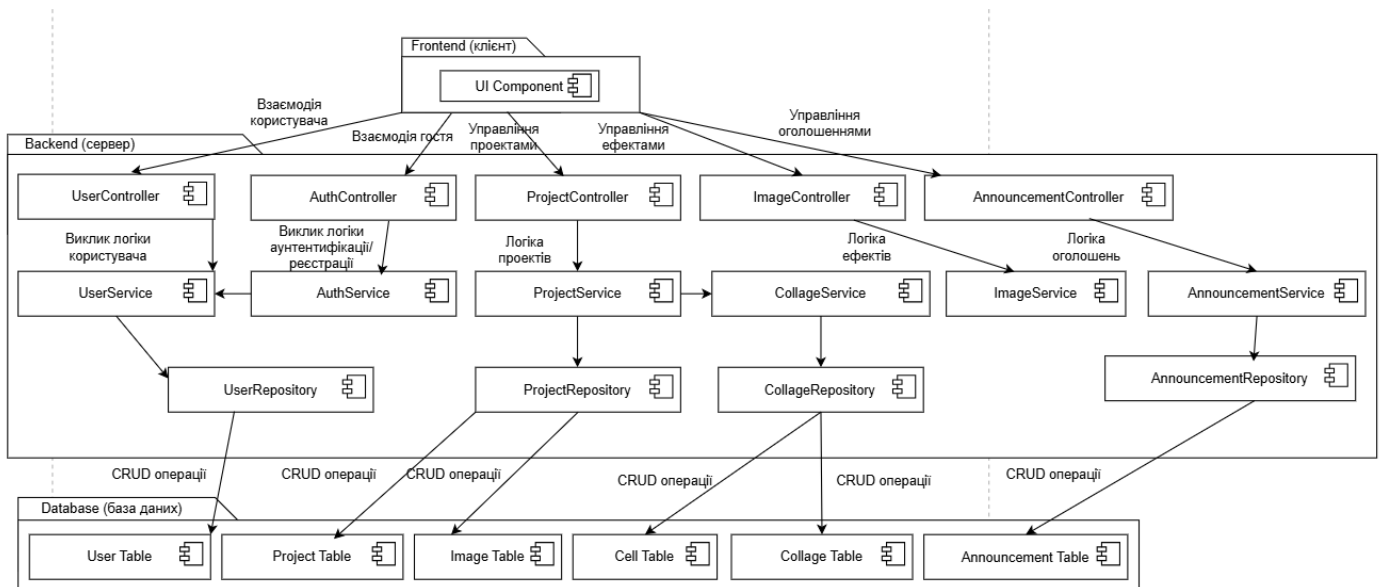 Frontend (клієнт)
UI Component
Взаємодія
користувача
Взаємодія гостя
Управління
проектами
Управління
ефектами
Управління
оголошеннями
Backend (сервер)
UserController
AuthController
ProjectController
ImageController
AnnouncementController
Виклик логіки
користувача
Виклик логіки
аунтентифікації/
реєстрації
Логіка
проектів
Логіка
ефектів
Логіка
оголошень
UserService
AuthService
ProjectService
CollageService
ImageService
AnnouncementService
UserRepository
ProjectRepository
CollageRepository
AnnouncementRepository
CRUD операції
CRUD операції
CRUD операції
CRUD операції
CRUD операції
CRUD операції
Database (база даних)
User Table
Project Table
Image Table
Cell Table
Collage Table
Announcement Table